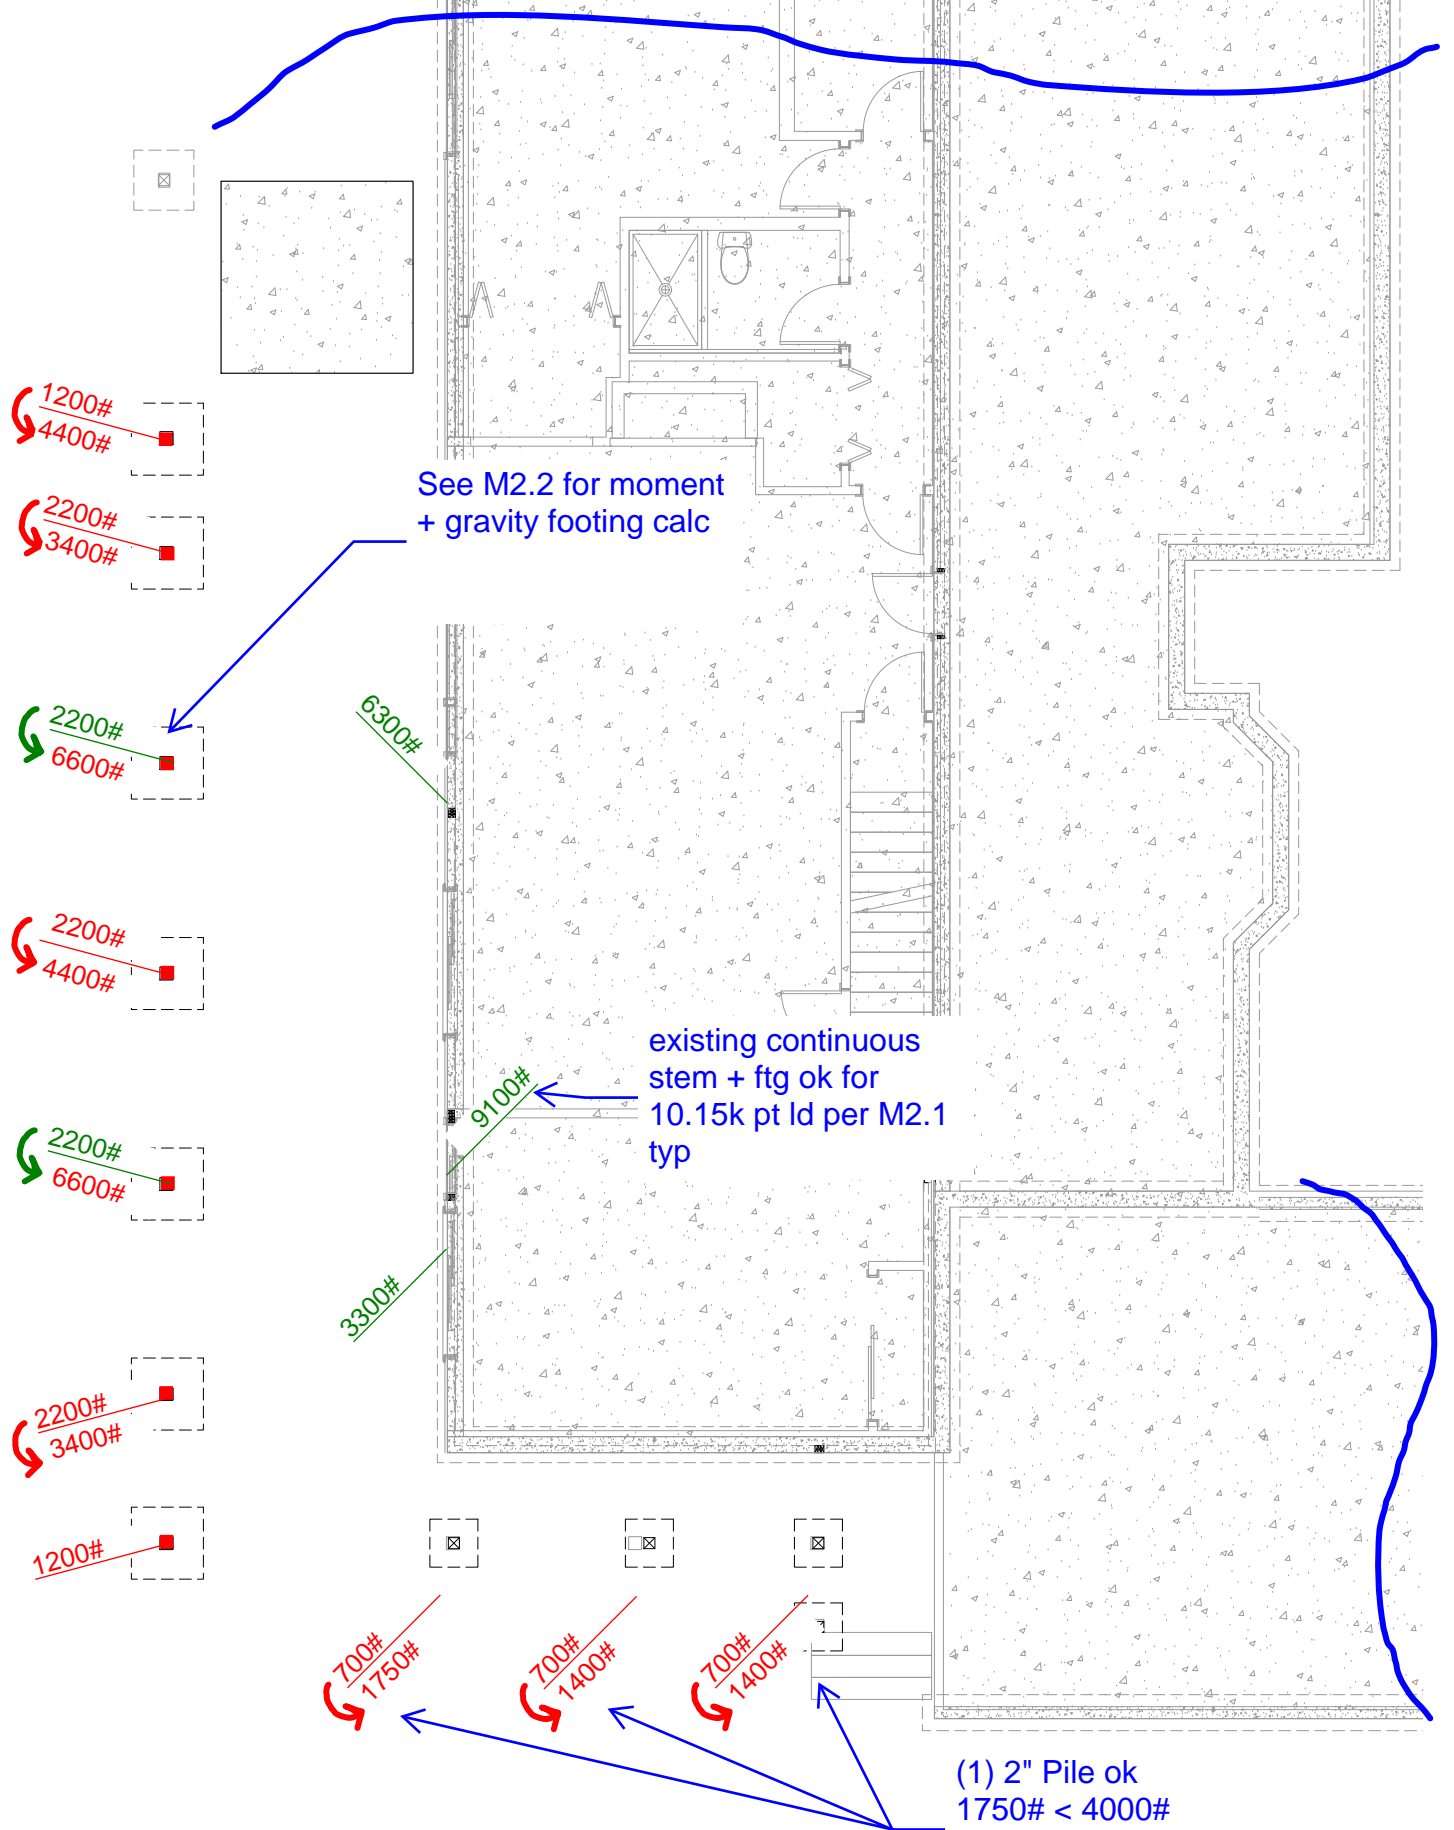 1200#
4400#
See M2.2 for moment
+ gravity footing calc
2200#
3400#
2200#
6600#
6300#
2200#
4400#
existing continuous
stem + ftg ok for
10.15k pt ld per M2.1
typ
9100#
2200#
6600#
3300#
2200#
3400#
1200#
700#
1750#
700#
1400#
700#
1400#
(1) 2" Pile ok
1750# < 4000#